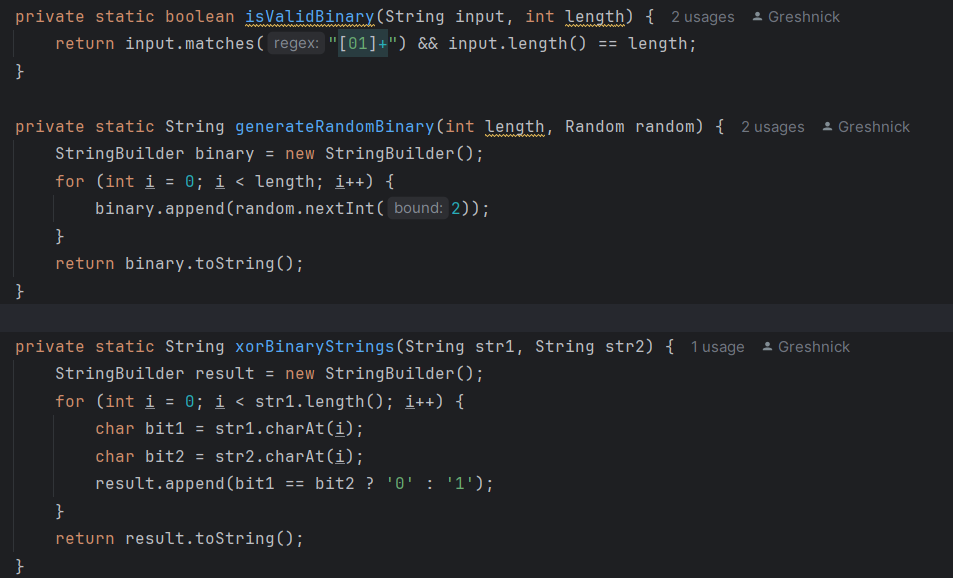 private static boolean isValidBinary(String input, int length) {  2 usages  Greshnick
    return input.matches( regex: "[01]+") && input.length() == length;
}

private static String generateRandomBinary(int length, Random random) {  2 usages  Greshnick
    StringBuilder binary = new StringBuilder();
    for (int i = 0; i < length; i++) {
        binary.append(random.nextInt( bound: 2));
    }
    return binary.toString();
}

private static String xorBinaryStrings(String str1, String str2) {  1 usage  Greshnick
    StringBuilder result = new StringBuilder();
    for (int i = 0; i < str1.length(); i++) {
        char bit1 = str1.charAt(i);
        char bit2 = str2.charAt(i);
        result.append(bit1 == bit2 ? '0' : '1');
    }
    return result.toString();
}